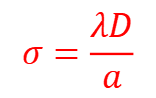 σ = λD / a